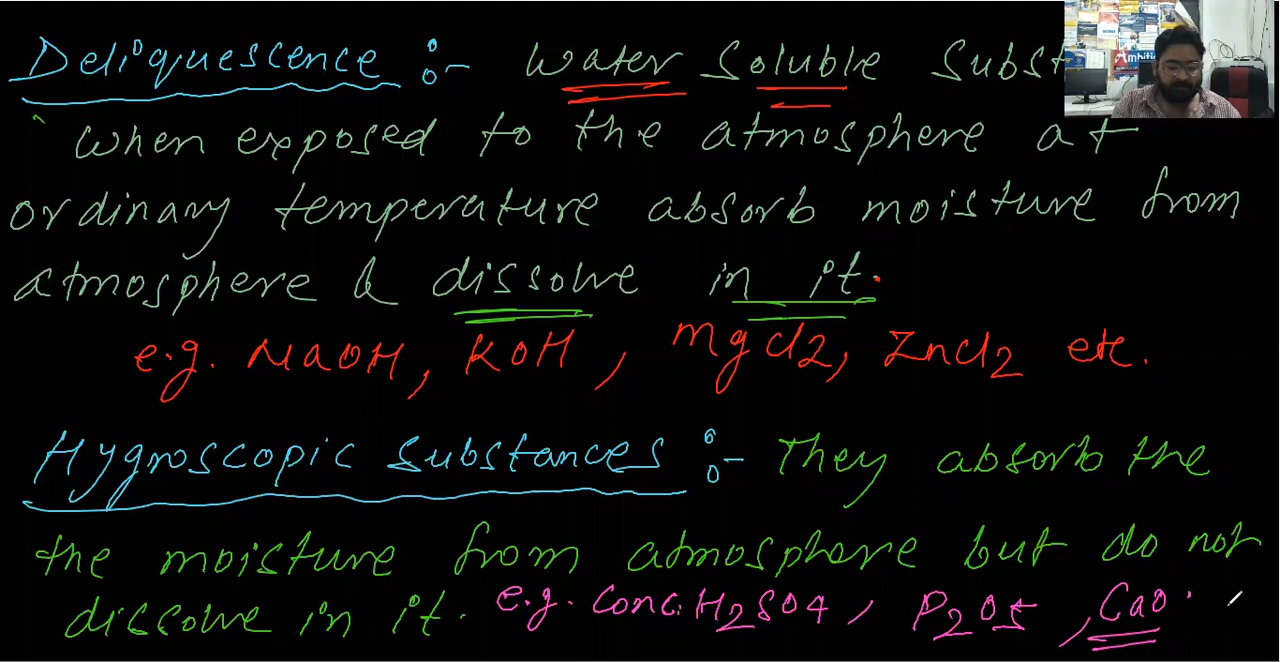 Deliquescence :- Water Soluble Subst
When exposed to the atmosphere at
ordinary temperature absorb moisture from
atmosphere & dissolve in it.
e.g. NaOH, KOH, MgCl2, ZnCl2 etc.
Hygroscopic Substances :- They absorb the
the moisture from atmosphere but do not
dissolve in it. e.g. Conc. H2SO4, P2O5, CaO.
Ambiti